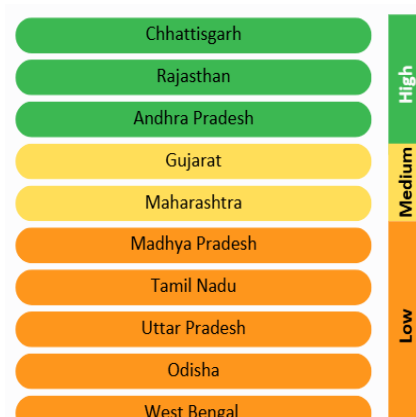 Chhattisgarh
Rajasthan
Andhra Pradesh
High
Gujarat
Maharashtra
Medium
Madhya Pradesh
Tamil Nadu
Uttar Pradesh
Odisha
West Bengal
Low